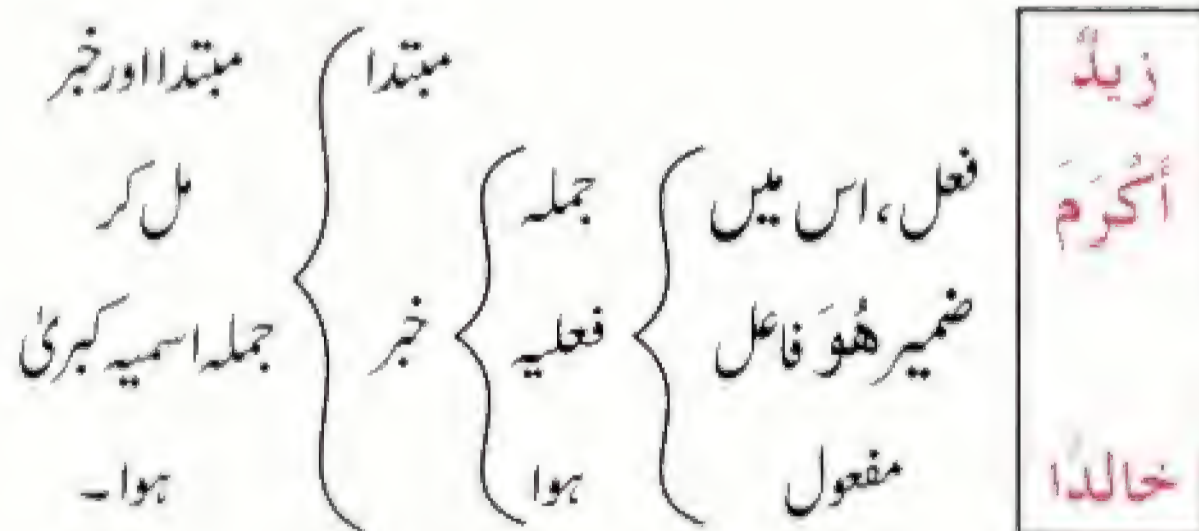 زیدٌ مبتدا مبتدا اور خبر
أَکْرَمَ فعل، اس میں جملہ مل کر
ضمیر هُوَ فاعل فعلیہ خبر جملہ اسمیہ کبریٰ
خالدًا مفعول ہوا ہوا۔